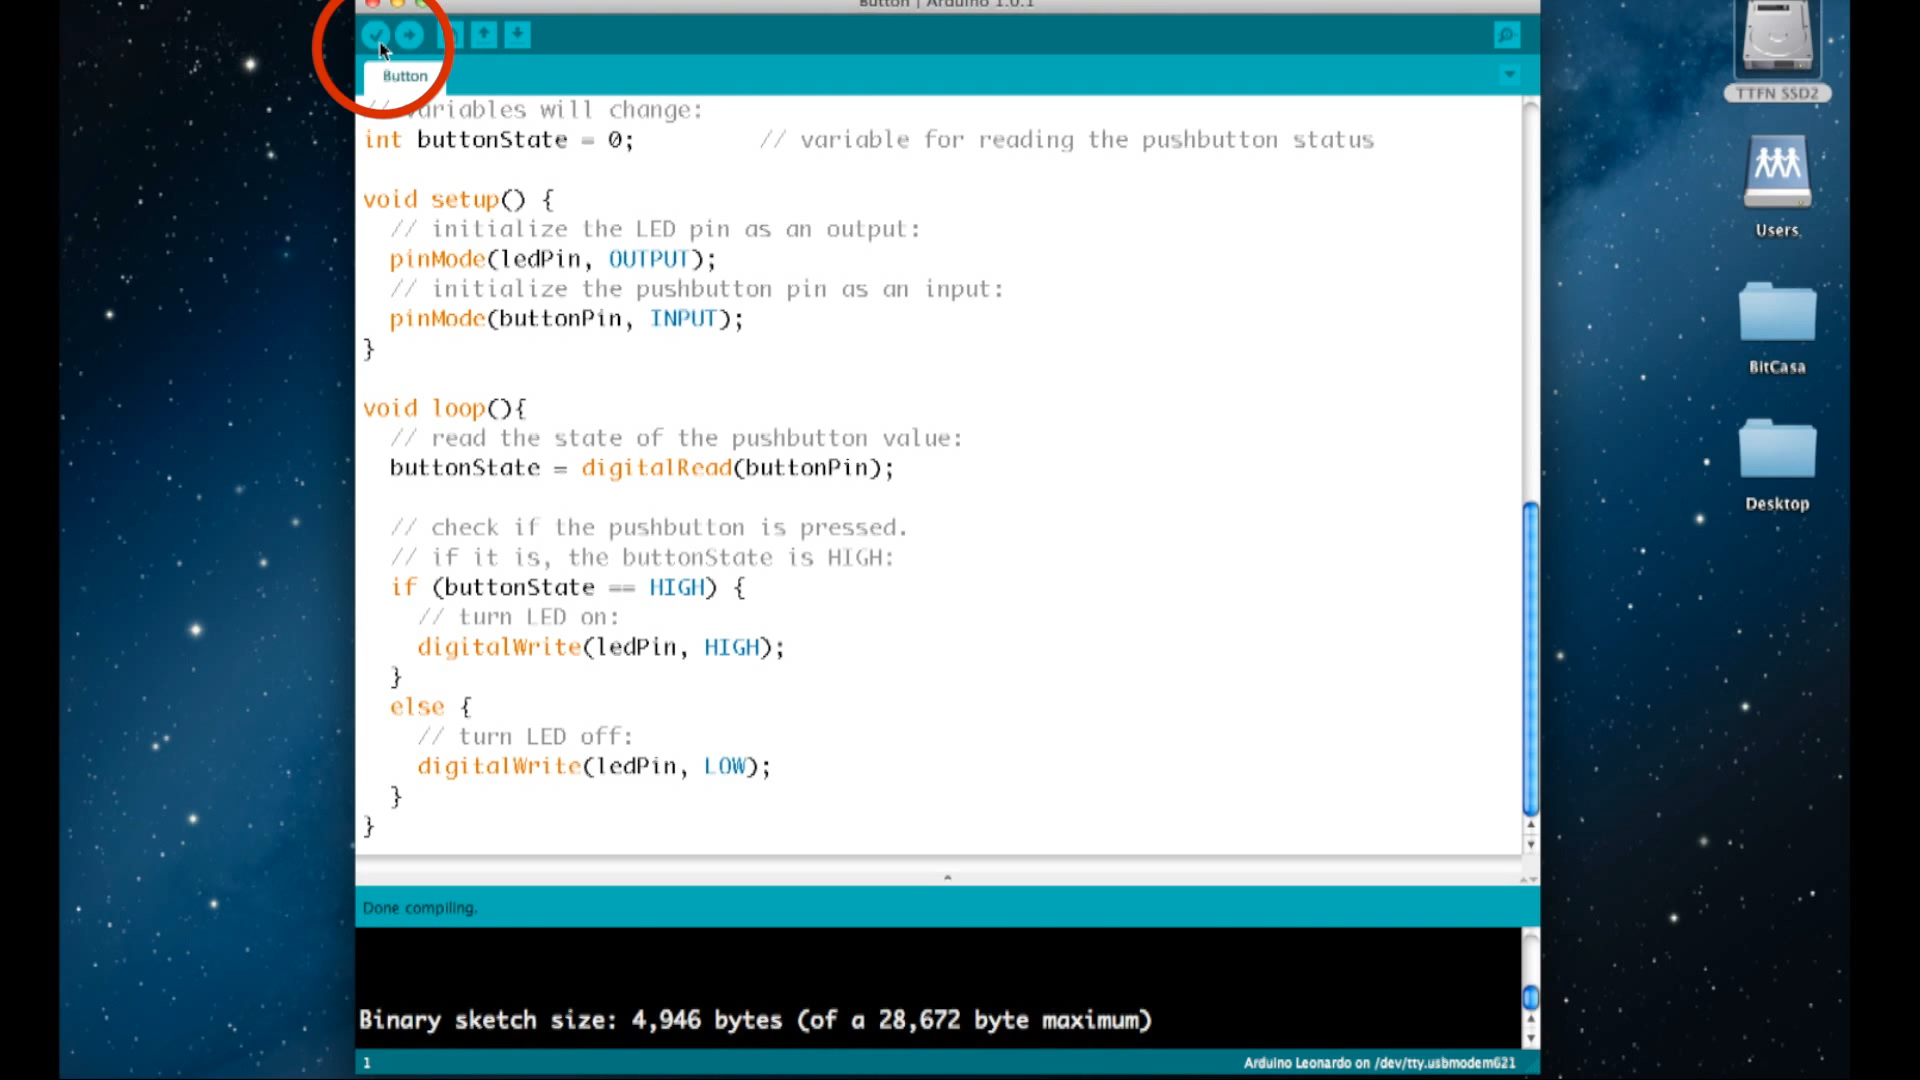 Button | Arduino 1.0.1
Button
// variables will change:
int buttonState = 0;         // variable for reading the pushbutton status
void setup() {
  // initialize the LED pin as an output:
  pinMode(ledPin, OUTPUT);
  // initialize the pushbutton pin as an input:
  pinMode(buttonPin, INPUT);
}
void loop(){
  // read the state of the pushbutton value:
  buttonState = digitalRead(buttonPin);
  // check if the pushbutton is pressed.
  // if it is, the buttonState is HIGH:
  if (buttonState == HIGH) {
    // turn LED on:
    digitalWrite(ledPin, HIGH);
  }
  else {
    // turn LED off:
    digitalWrite(ledPin, LOW);
  }
}
Done compiling.
Binary sketch size: 4,946 bytes (of a 28,672 byte maximum)
1
Arduino Leonardo on /dev/tty.usbmodem621
TTFN SSD2
Users
BitCasa
Desktop